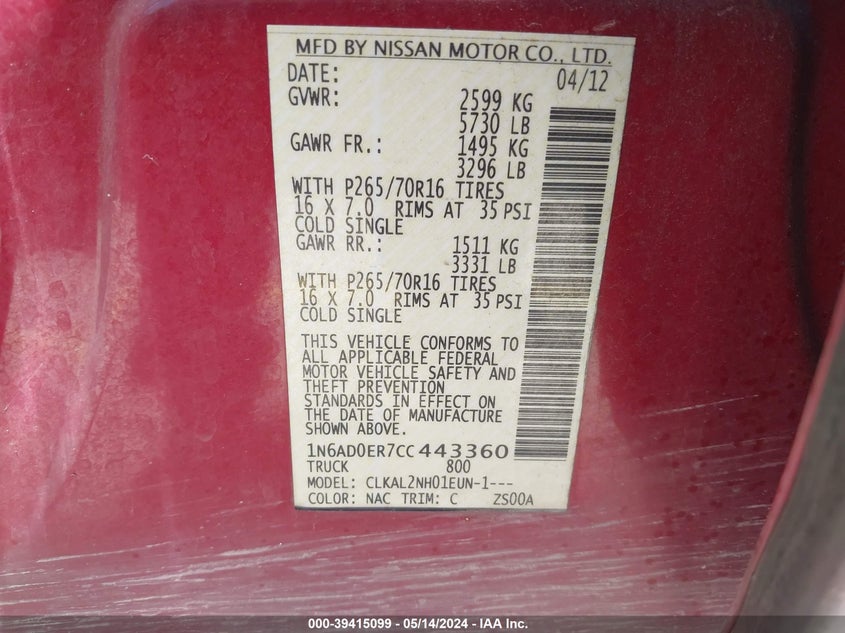 MFD BY NISSAN MOTOR CO., LTD.
DATE: 04/12
GVWR: 2599 KG
5730 LB
GAWR FR.: 1495 KG
3296 LB
WITH P265/70R16 TIRES
16 X 7.0 RIMS AT 35 PSI
COLD SINGLE
GAWR RR.: 1511 KG
3331 LB
WITH P265/70R16 TIRES
16 X 7.0 RIMS AT 35 PSI
COLD SINGLE
THIS VEHICLE CONFORMS TO
ALL APPLICABLE FEDERAL
MOTOR VEHICLE SAFETY AND
THEFT PREVENTION
STANDARDS IN EFFECT ON
THE DATE OF MANUFACTURE
SHOWN ABOVE.
1N6AD0ER7CC443360
TRUCK 800
MODEL: CLKAL2NH01EUN-1---
COLOR: NAC TRIM: C ZS00A
000-39415099 - 05/14/2024 - IAA Inc.